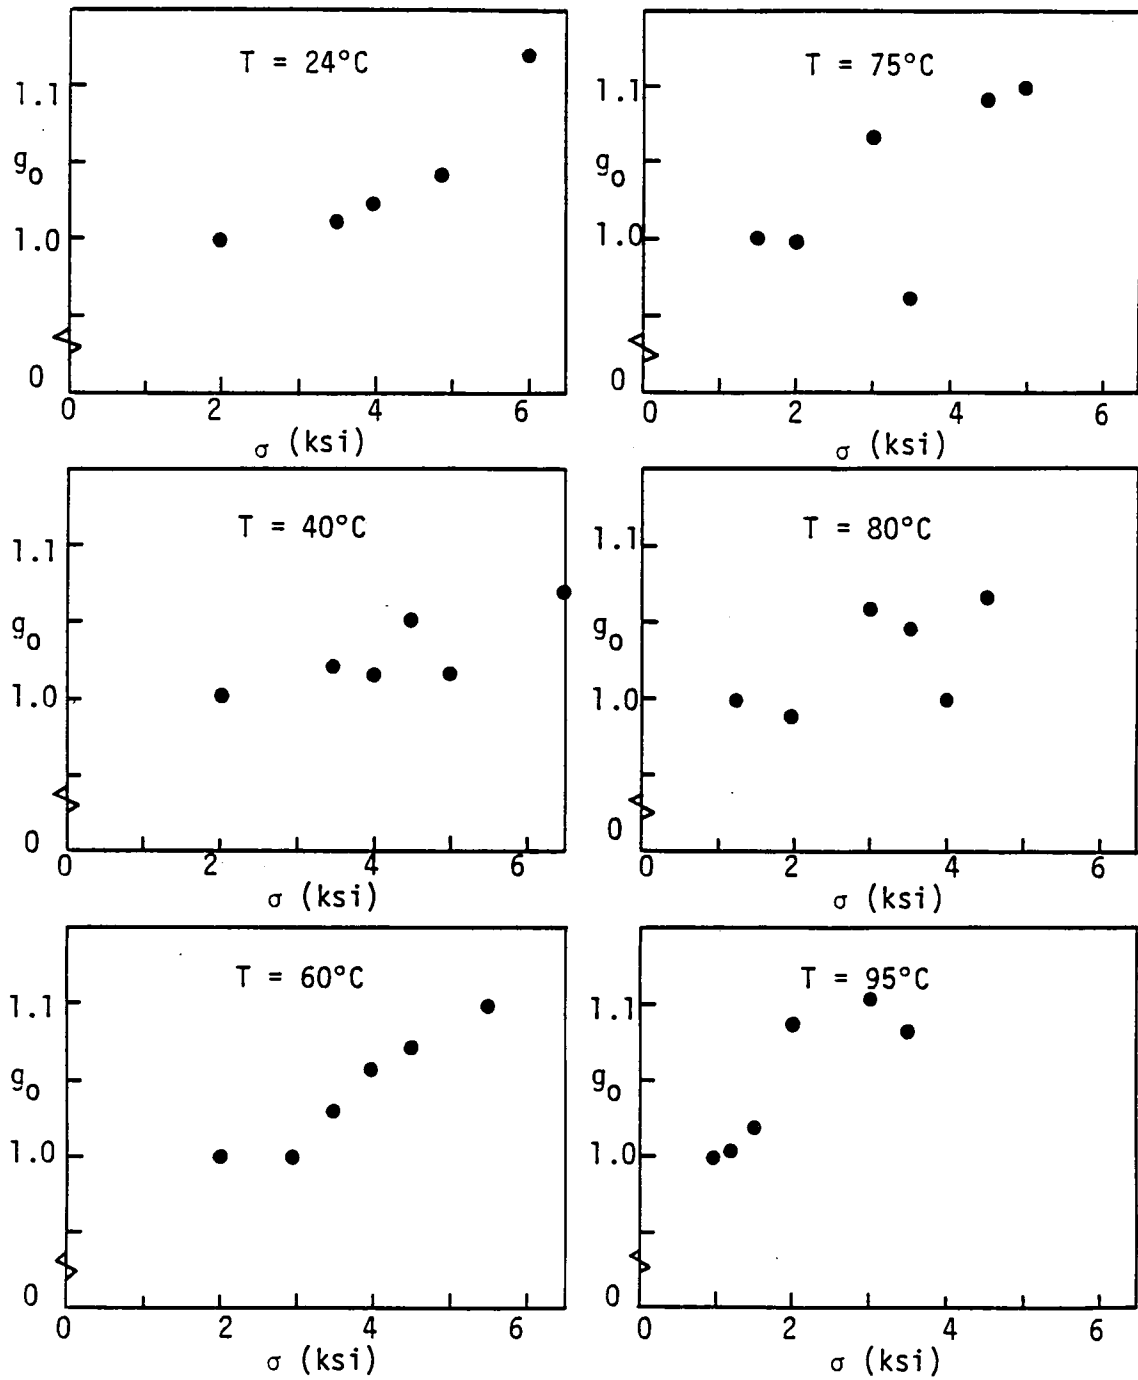 T = 24°C
1.1
g₀
1.0
0
0 2 4 6
σ (ksi)
T = 75°C
1.1
g₀
1.0
0
0 2 4 6
σ (ksi)
T = 40°C
1.1
g₀
1.0
0
0 2 4 6
σ (ksi)
T = 80°C
1.1
g₀
1.0
0
0 2 4 6
σ (ksi)
T = 60°C
1.1
g₀
1.0
0
0 2 4 6
σ (ksi)
T = 95°C
1.1
g₀
1.0
0
0 2 4 6
σ (ksi)